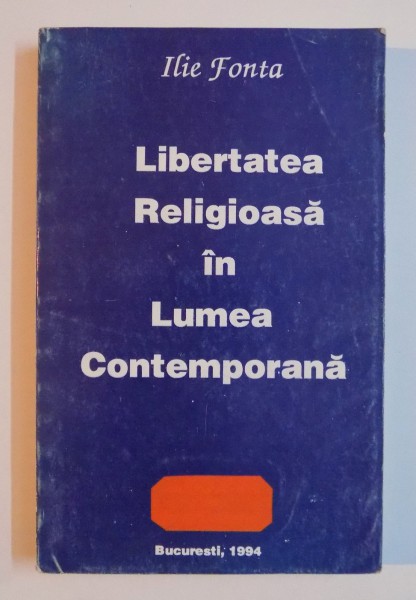 Ilie Fonta
Libertatea
Religioasă
în
Lumea
Contemporană
Bucuresti, 1994